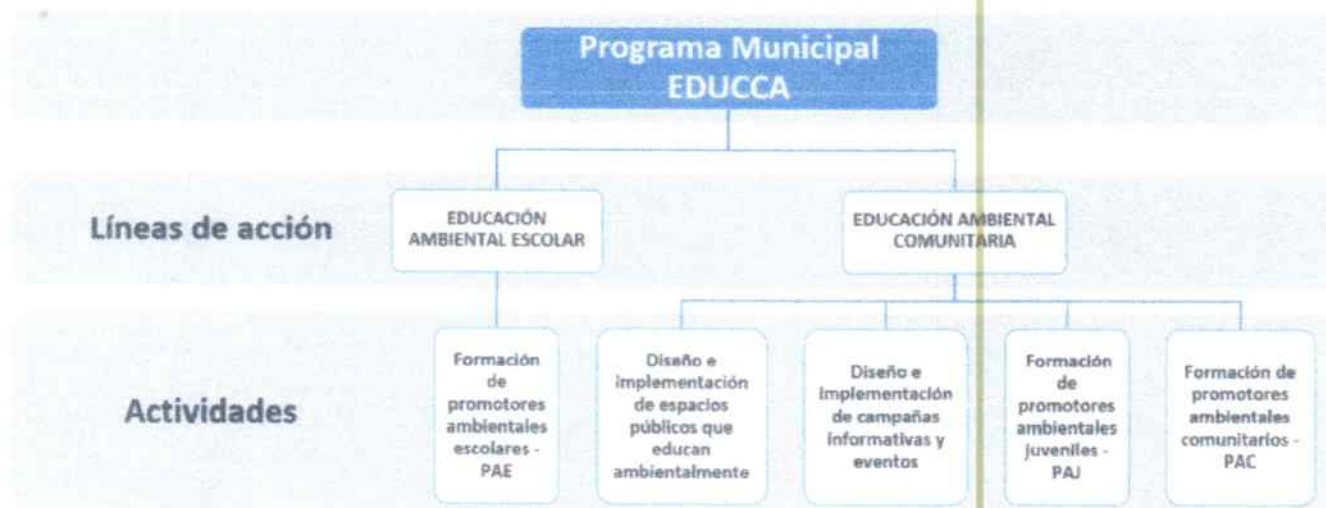 Programa Municipal
EDUCCA
Líneas de acción
EDUCACIÓN
AMBIENTAL ESCOLAR
EDUCACIÓN AMBIENTAL
COMUNITARIA
Actividades
Formación
de
promotores
ambientales
escolares -
PAE
Diseño e
implementación
de espacios
públicos que
educan
ambientalmente
Diseño e
implementación
de campañas
informativas y
eventos
Formación
de
promotores
ambientales
juveniles -
PAJ
Formación de
promotores
ambientales
comunitarios -
PAC